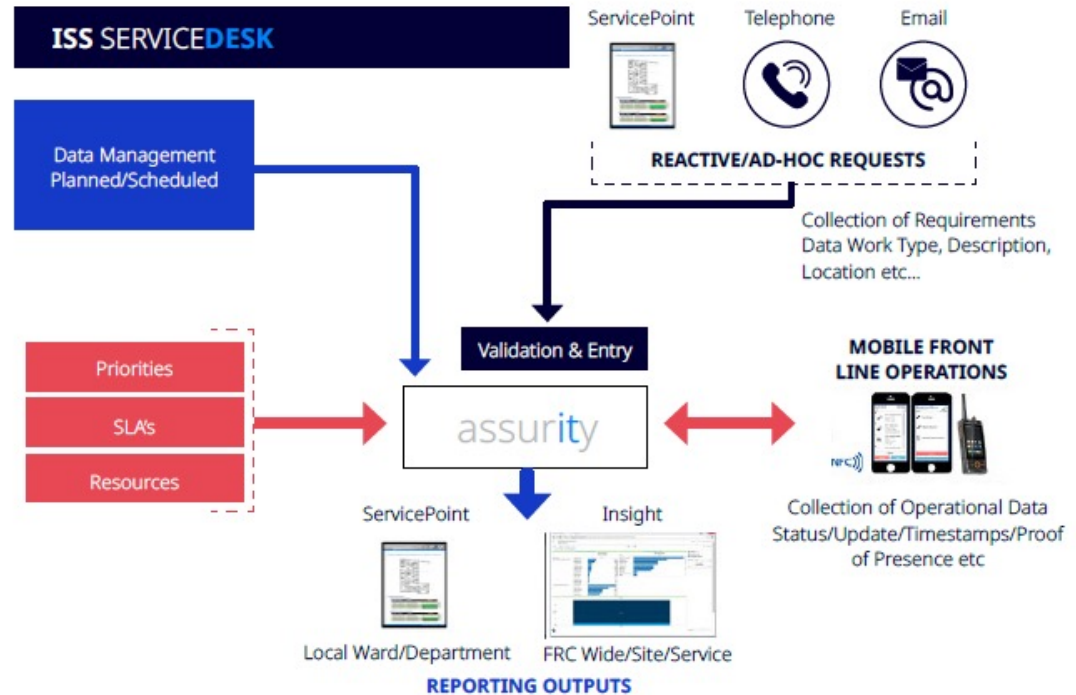 ISS SERVICEDESK
ServicePoint
Telephone
Email
REACTIVE/AD-HOC REQUESTS
Data Management
Planned/Scheduled
Collection of Requirements
Data Work Type, Description,
Location etc...
Validation & Entry
Priorities
SLA's
Resources
assurity
MOBILE FRONT
LINE OPERATIONS
NFC
Collection of Operational Data
Status/Update/Timestamps/Proof
of Presence etc
ServicePoint
Insight
Local Ward/Department
FRC Wide/Site/Service
REPORTING OUTPUTS